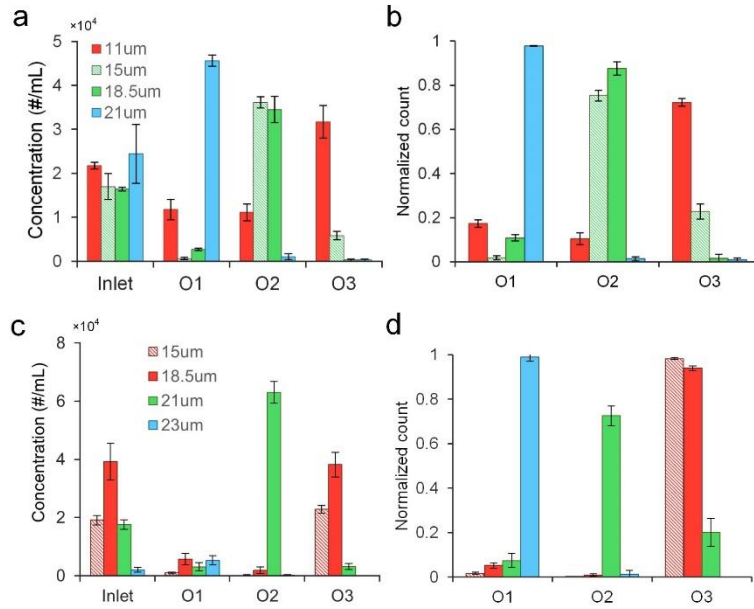 a
×10⁴
Concentration (#/mL)
5
4
3
2
1
0
11um
15um
18.5um
21um
Inlet
O1
O2
O3
b
Normalized count
1
0.8
0.6
0.4
0.2
0
O1
O2
O3
c
×10⁴
Concentration (#/mL)
8
6
4
2
0
15um
18.5um
21um
23um
Inlet
O1
O2
O3
d
Normalized count
1
0.8
0.6
0.4
0.2
0
O1
O2
O3